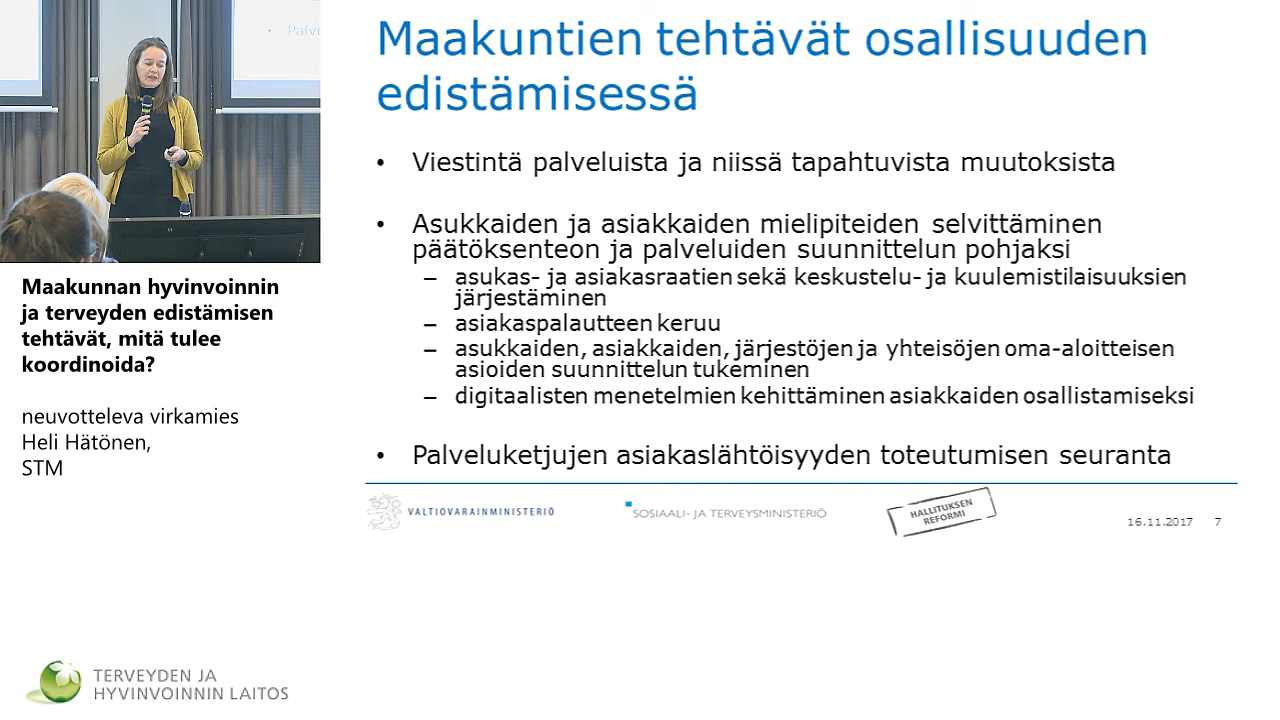 Palve
Maakunnan hyvinvoinnin
ja terveyden edistämisen
tehtävät, mitä tulee
koordinoida?
neuvotteleva virkamies
Heli Hätönen,
STM
TERVEYDEN JA
HYVINVOINNIN LAITOS
Maakuntien tehtävät osallisuuden
edistämisessä
• Viestintä palveluista ja niissä tapahtuvista muutoksista
• Asukkaiden ja asiakkaiden mielipiteiden selvittäminen
päätöksenteon ja palveluiden suunnittelun pohjaksi
– asukas- ja asiakasraatien sekä keskustelu- ja kuulemistilaisuuksien
järjestäminen
– asiakaspalautteen keruu
– asukkaiden, asiakkaiden, järjestöjen ja yhteisöjen oma-aloitteisen
asioiden suunnittelun tukeminen
– digitaalisten menetelmien kehittäminen asiakkaiden osallistamiseksi
• Palveluketjujen asiakaslähtöisyyden toteutumisen seuranta
VALTIOVARAINMINISTERIÖ
SOSIAALI- JA TERVEYSMINISTERIÖ
HALLITUKSEN
REFORMI
16.11.2017 7